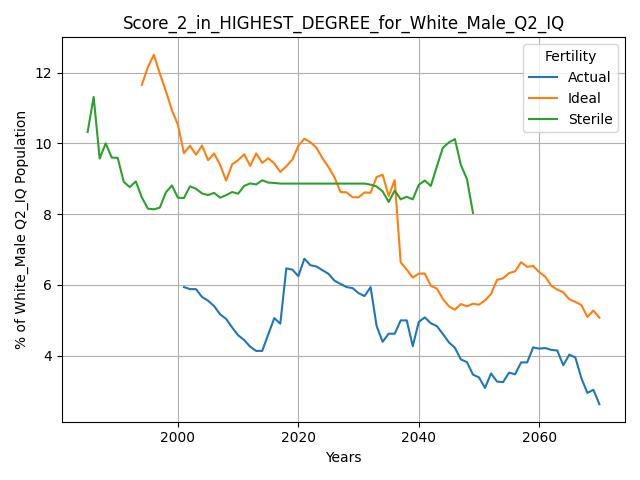 Score_2_in_HIGHEST_DEGREE_for_White_Male_Q2_IQ
Fertility
Actual
Ideal
Sterile
% of White_Male Q2_IQ Population
12
10
8
6
4
2000
2020
2040
2060
Years